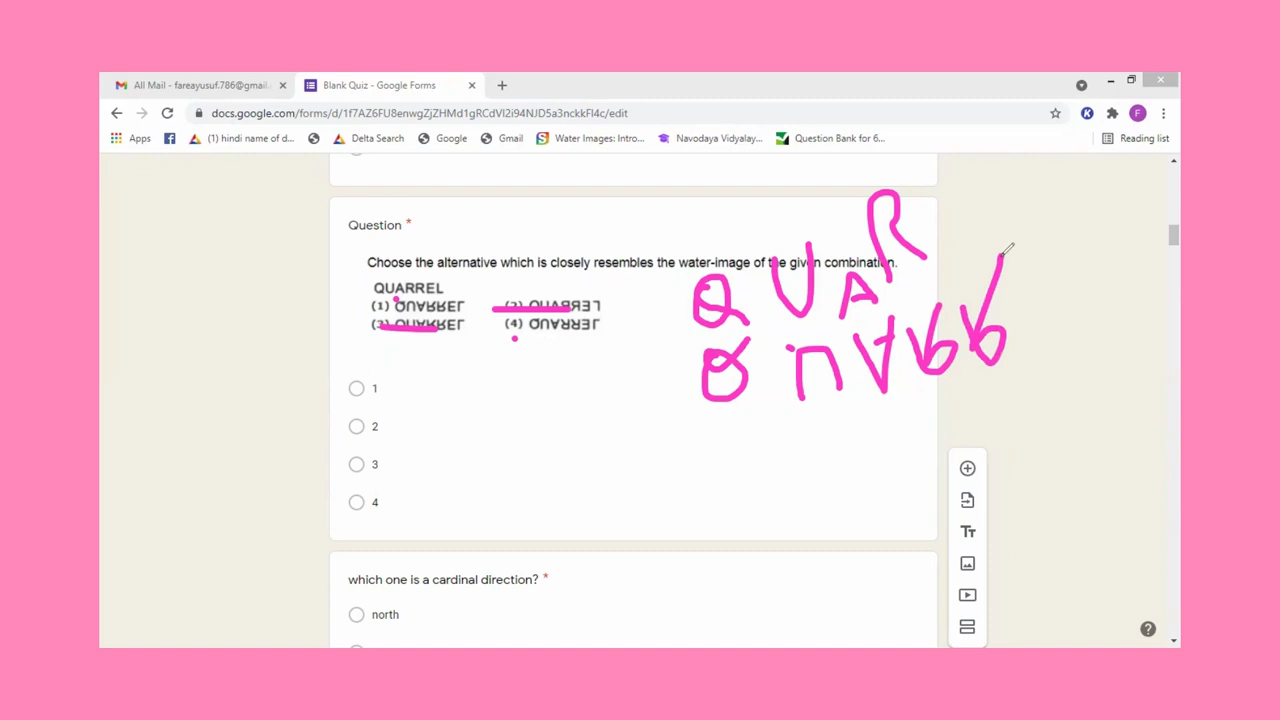 All Mail - fareayusuf.786@gmail.
Blank Quiz - Google Forms
docs.google.com/forms/d/1f7AZ6FU8enwgZjZHMd1gRCdVl2i94NJD5a3nckkFl4c/edit
Apps (1) hindi name of d... Delta Search Google Gmail Water Images: Intro... Navodaya Vidyalay... Question Bank for 6... Reading list
Question *
Choose the alternative which is closely resembles the water-image of the given combination.
QUARREL
(1)
(4)
1
2
3
4
Q U A R
which one is a cardinal direction? *
north